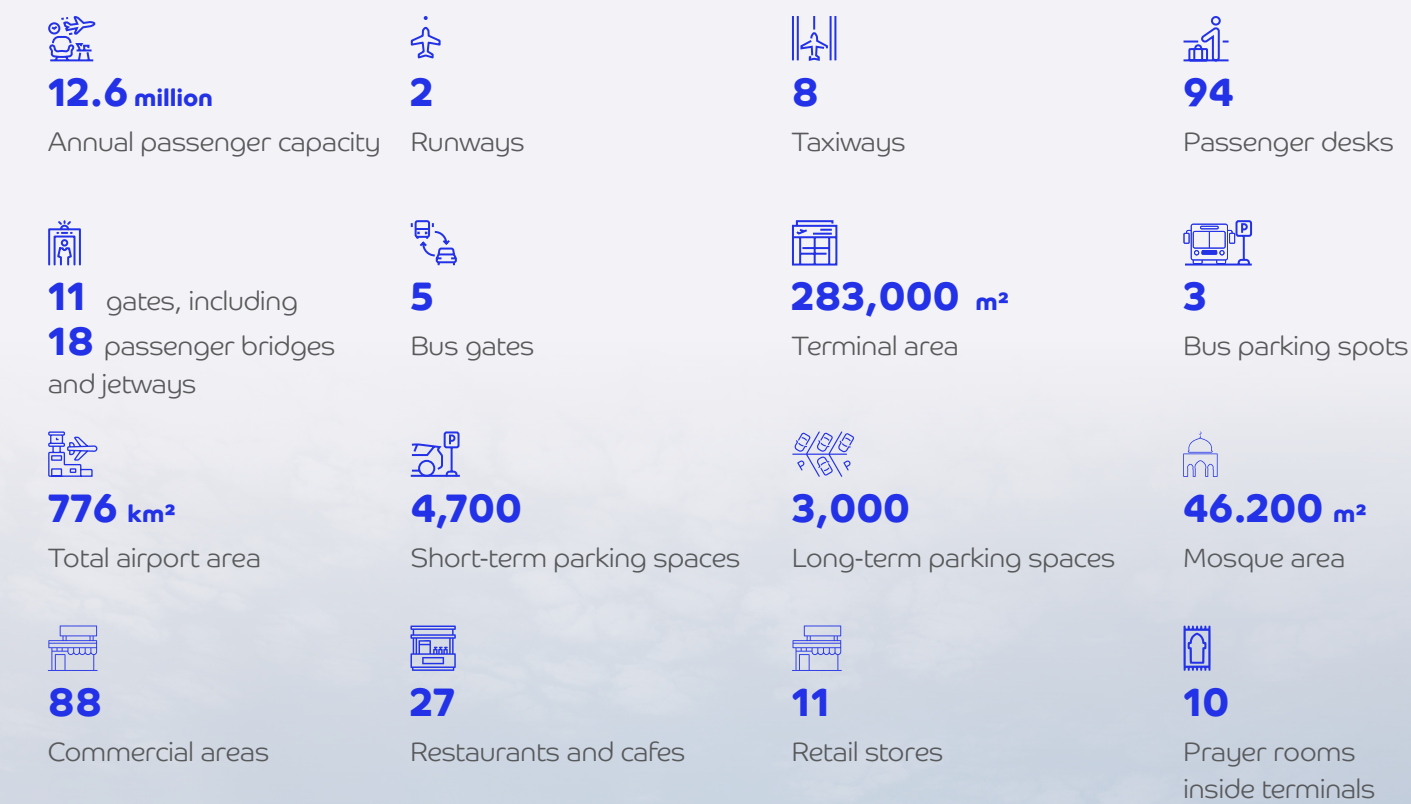 12.6 million
Annual passenger capacity
2
Runways
8
Taxiways
94
Passenger desks
11 gates, including
18 passenger bridges
and jetways
5
Bus gates
283,000 m²
Terminal area
P
3
Bus parking spots
776 km²
Total airport area
P
4,700
Short-term parking spaces
P P
3,000
Long-term parking spaces
46.200 m²
Mosque area
88
Commercial areas
27
Restaurants and cafes
11
Retail stores
10
Prayer rooms
inside terminals